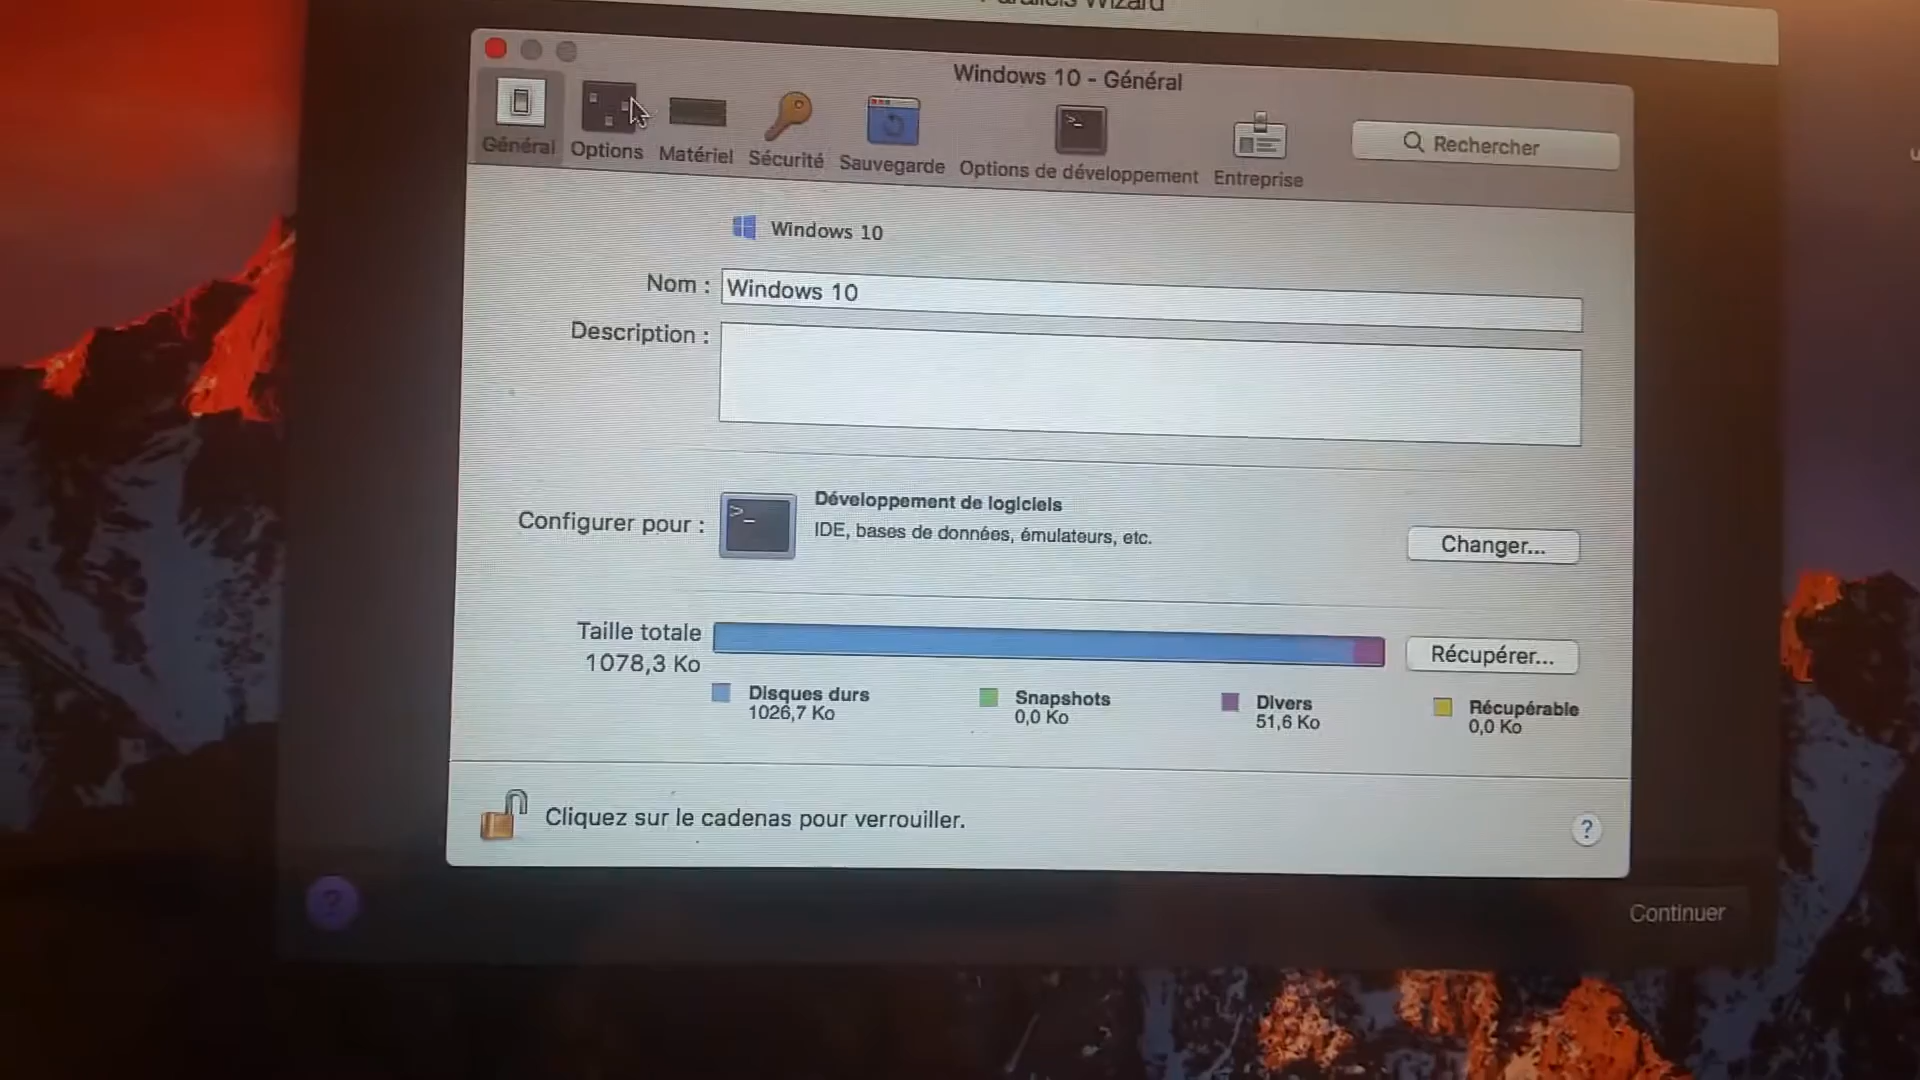 Parallels Wizard
Windows 10 - Général
Général
Options
Matériel
Sécurité
Sauvegarde
Options de développement
Entreprise
Rechercher
Windows 10
Nom : Windows 10
Description :
Configurer pour :
>_
Développement de logiciels
IDE, bases de données, émulateurs, etc.
Changer...
Taille totale
1078,3 Ko
Récupérer...
Disques durs
1026,7 Ko
Snapshots
0,0 Ko
Divers
51,6 Ko
Récupérable
0,0 Ko
Cliquez sur le cadenas pour verrouiller.
?
?
Continuer